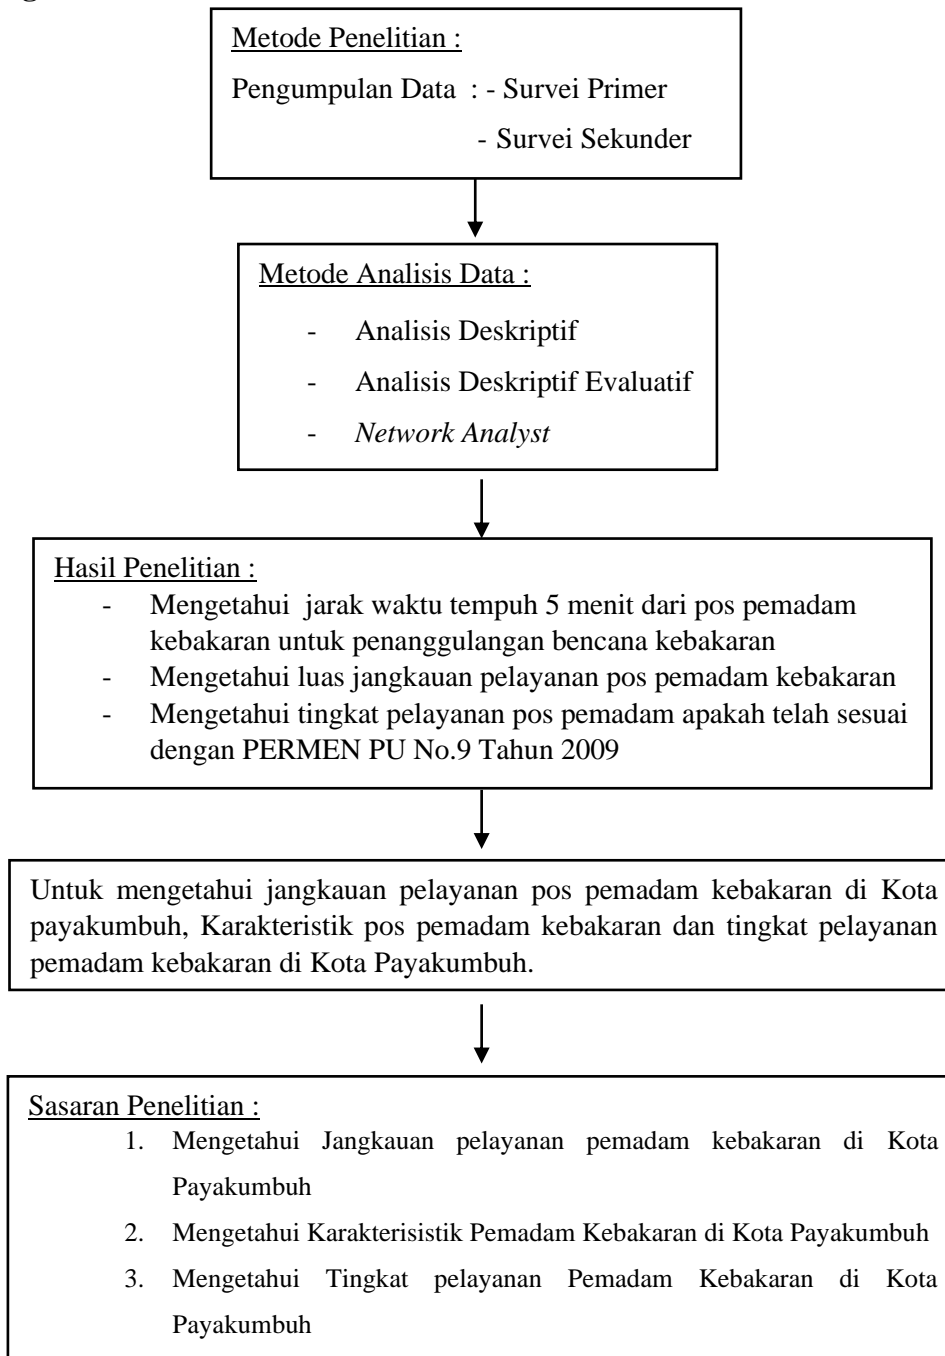 Metode Penelitian :
Pengumpulan Data : - Survei Primer
- Survei Sekunder
Metode Analisis Data :
- Analisis Deskriptif
- Analisis Deskriptif Evaluatif
- Network Analyst
Hasil Penelitian :
- Mengetahui jarak waktu tempuh 5 menit dari pos pemadam
kebakaran untuk penanggulangan bencana kebakaran
- Mengetahui luas jangkauan pelayanan pos pemadam kebakaran
- Mengetahui tingkat pelayanan pos pemadam apakah telah sesuai
dengan PERMEN PU No.9 Tahun 2009
Untuk mengetahui jangkauan pelayanan pos pemadam kebakaran di Kota
payakumbuh, Karakteristik pos pemadam kebakaran dan tingkat pelayanan
pemadam kebakaran di Kota Payakumbuh.
Sasaran Penelitian :
1. Mengetahui Jangkauan pelayanan pemadam kebakaran di Kota
Payakumbuh
2. Mengetahui Karakterisistik Pemadam Kebakaran di Kota Payakumbuh
3. Mengetahui Tingkat pelayanan Pemadam Kebakaran di Kota
Payakumbuh